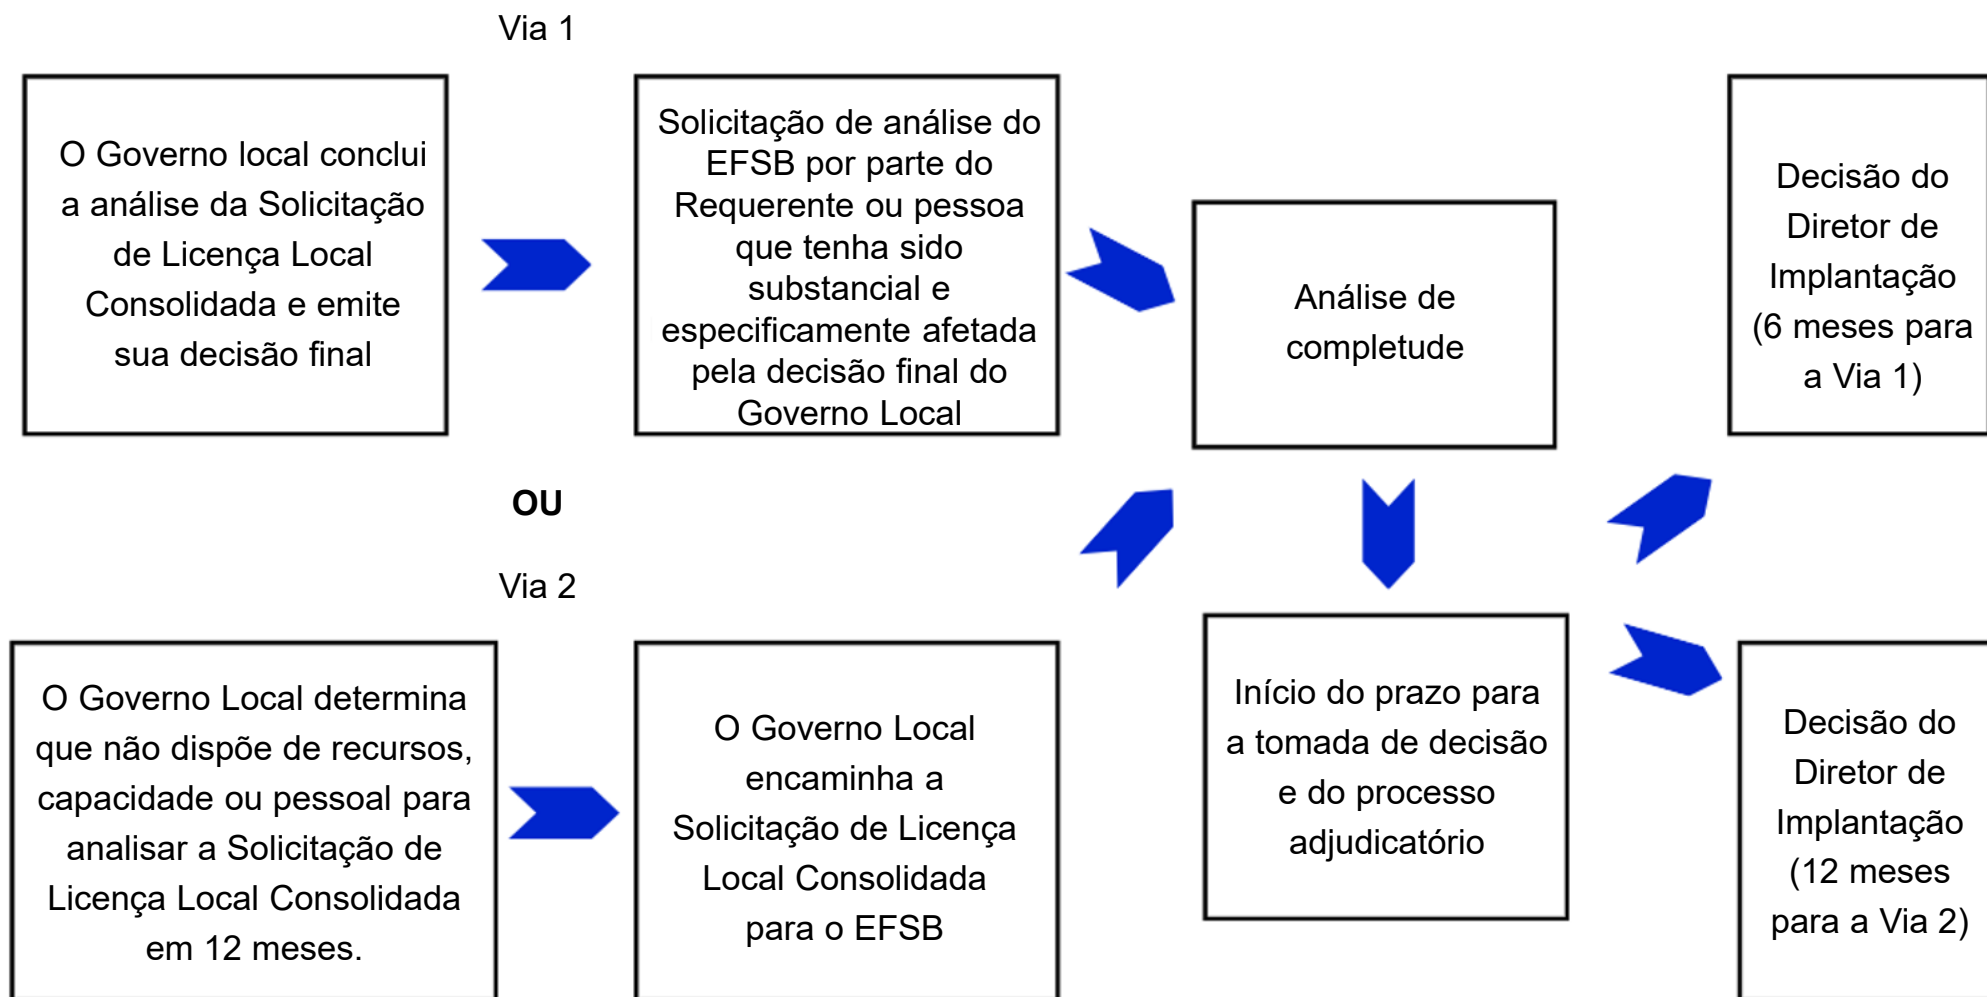 Via 1
O Governo local conclui
a análise da Solicitação
de Licença Local
Consolidada e emite
sua decisão final
Solicitação de análise do
EFSB por parte do
Requerente ou pessoa
que tenha sido
substancial e
especificamente afetada
pela decisão final do
Governo Local
Análise de
completude
Decisão do
Diretor de
Implantação
(6 meses para
a Via 1)
OU
Via 2
O Governo Local determina
que não dispõe de recursos,
capacidade ou pessoal para
analisar a Solicitação de
Licença Local Consolidada
em 12 meses.
O Governo Local
encaminha a
Solicitação de Licença
Local Consolidada
para o EFSB
Início do prazo para
a tomada de decisão
e do processo
adjudicatório
Decisão do
Diretor de
Implantação
(12 meses
para a Via 2)